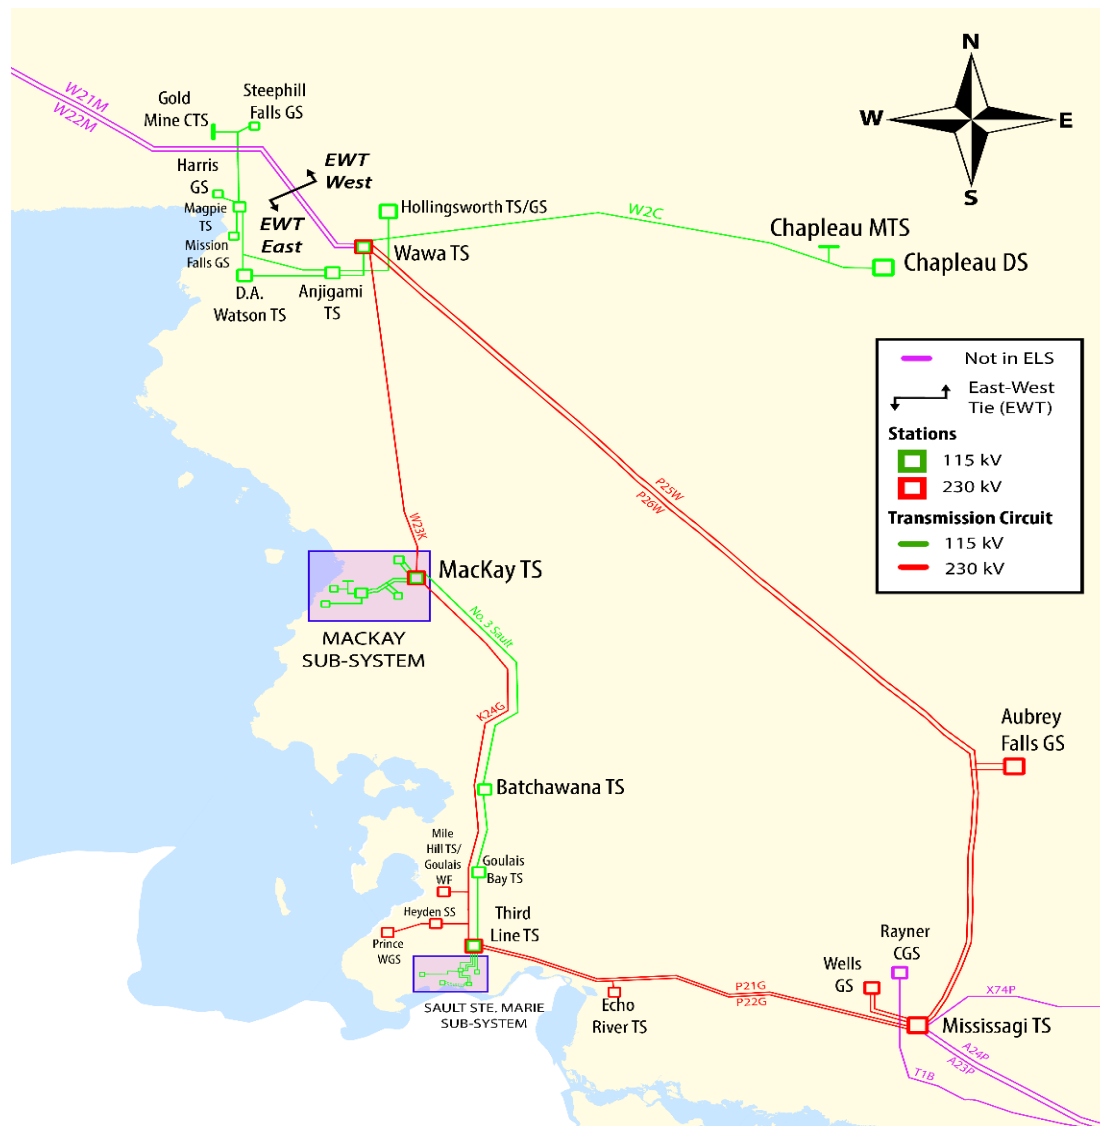 N
W
E
S
W21M
W22M
Gold
Mine CTS
Steephill
Falls GS
Harris
GS
Magpie
TS
Mission
Falls GS
EWT
West
EWT
East
Hollingsworth TS/GS
Wawa TS
W2C
Chapleau MTS
Chapleau DS
D.A.
Watson TS
Anjigami
TS
Not in ELS
East-West
Tie (EWT)
Stations
115 kV
230 kV
Transmission Circuit
115 kV
230 kV
P25W
P26W
W23K
MacKay TS
MACKAY
SUB-SYSTEM
No. 3 Sault
K24G
Aubrey
Falls GS
Batchawana TS
Mile
Hill TS/
Goulais
WF
Goulais
Bay TS
Heyden SS
Prince
WGS
Third
Line TS
SAULT STE. MARIE
SUB-SYSTEM
Echo
River TS
P21G
P22G
Rayner
CGS
Wells
GS
X74P
Mississagi TS
A24P
A23P
T1B